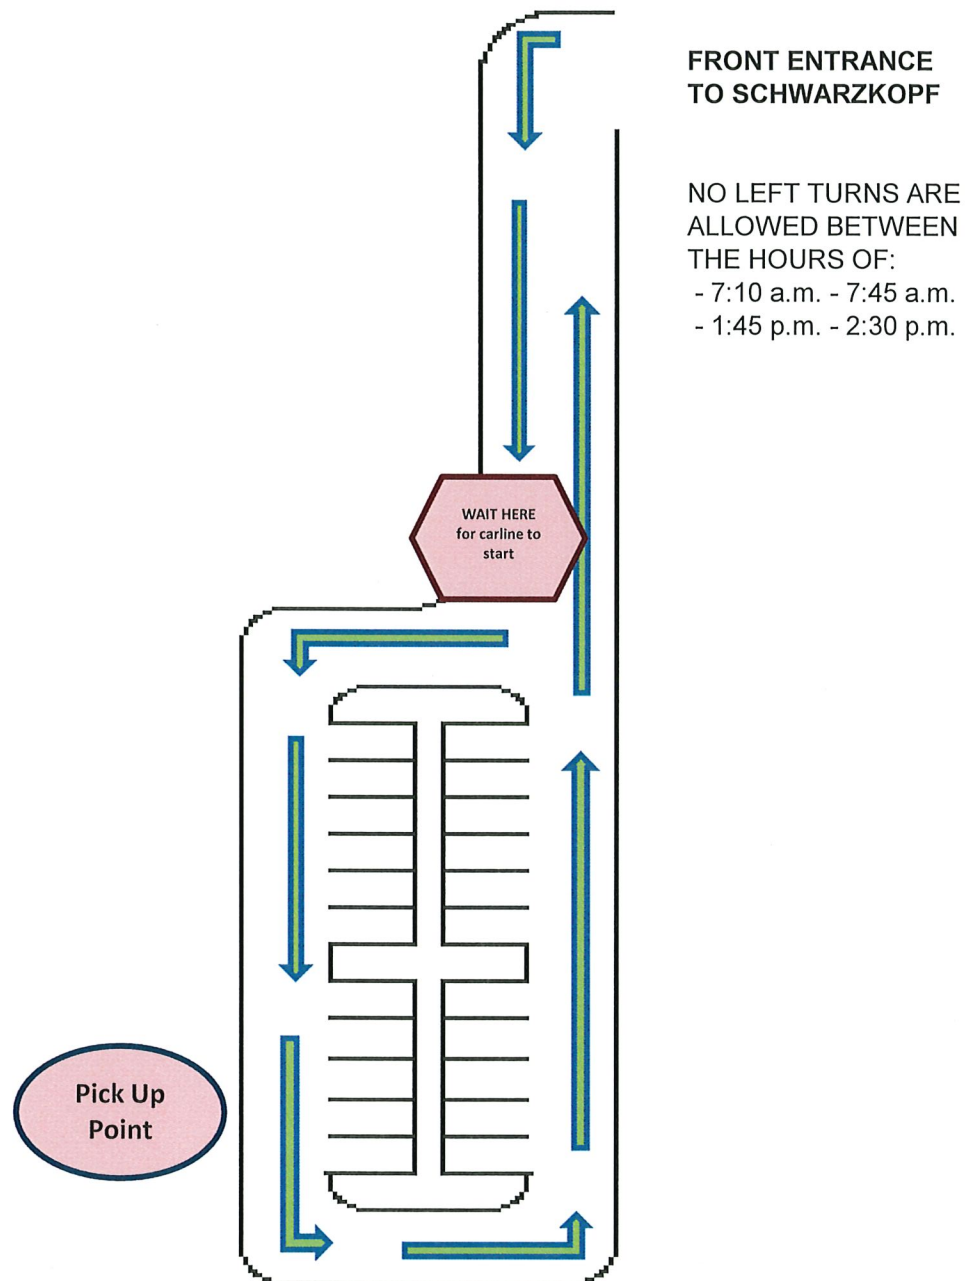 FRONT ENTRANCE
TO SCHWARZKOPF
NO LEFT TURNS ARE
ALLOWED BETWEEN
THE HOURS OF:
- 7:10 a.m. - 7:45 a.m.
- 1:45 p.m. - 2:30 p.m.
WAIT HERE
for carline to
start
Pick Up
Point